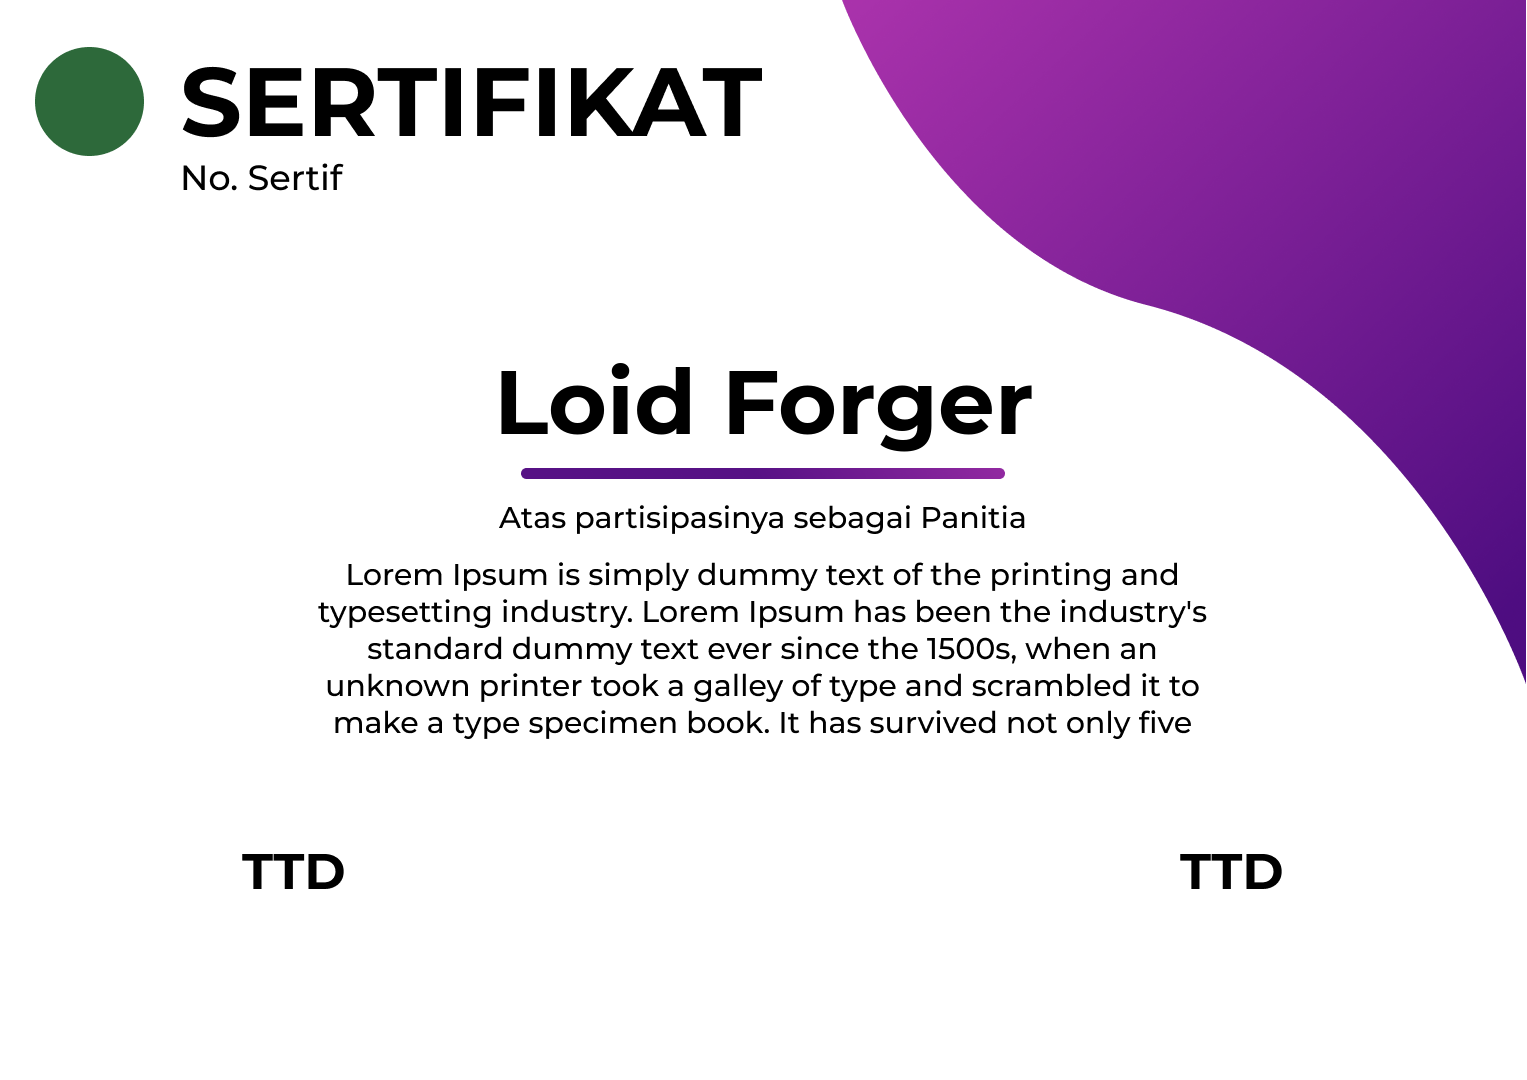 SERTIFIKAT
No. Sertif
Loid Forger
Atas partisipasinya sebagai Panitia
Lorem Ipsum is simply dummy text of the printing and
typesetting industry. Lorem Ipsum has been the industry's
standard dummy text ever since the 1500s, when an
unknown printer took a galley of type and scrambled it to
make a type specimen book. It has survived not only five
TTD
TTD